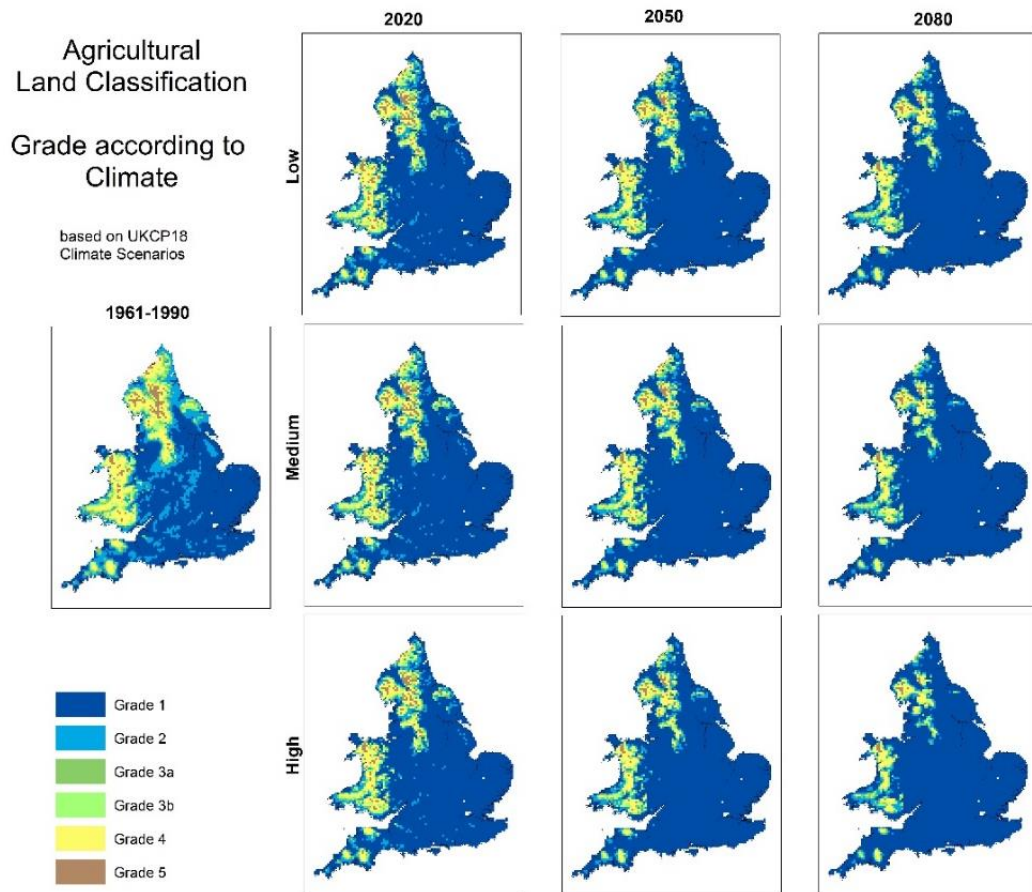 Agricultural
Land Classification
Grade according to
Climate
based on UKCP18
Climate Scenarios
2020
2050
2080
Low
1961-1990
Medium
High
Grade 1
Grade 2
Grade 3a
Grade 3b
Grade 4
Grade 5